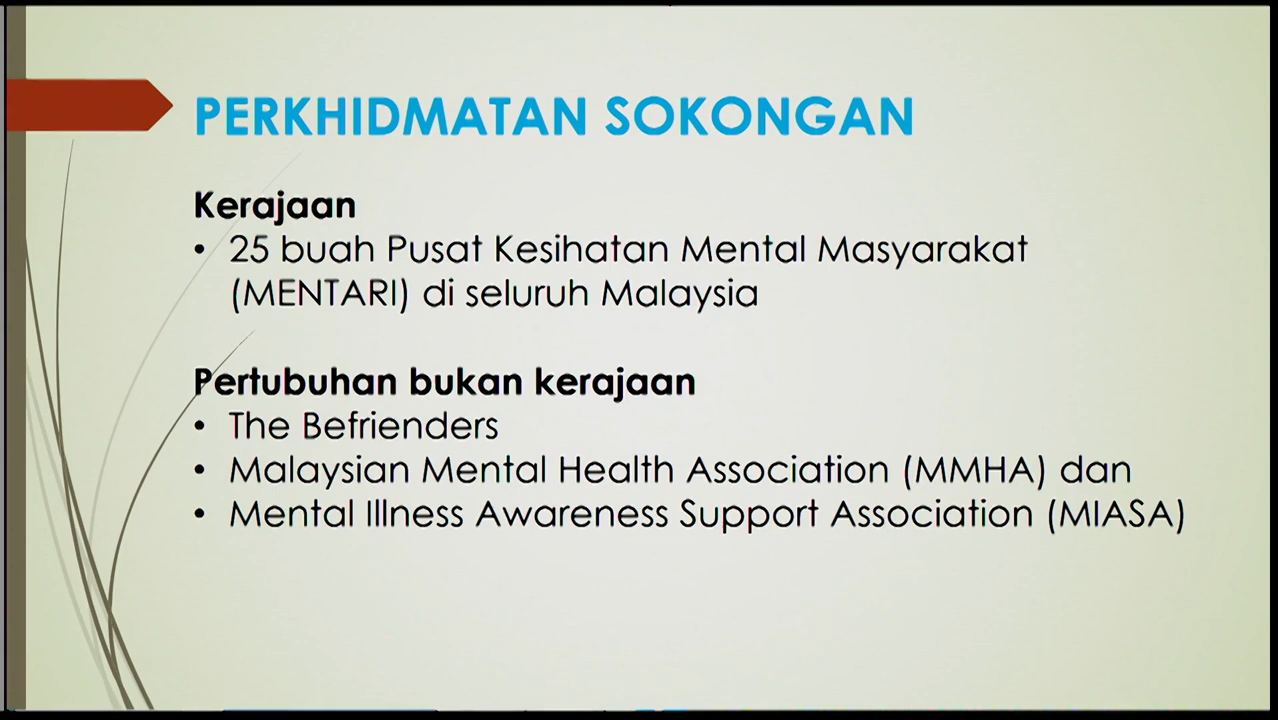 PERKHIDMATAN SOKONGAN
Kerajaan
• 25 buah Pusat Kesihatan Mental Masyarakat
(MENTARI) di seluruh Malaysia
Pertubuhan bukan kerajaan
• The Befrienders
• Malaysian Mental Health Association (MMHA) dan
• Mental Illness Awareness Support Association (MIASA)